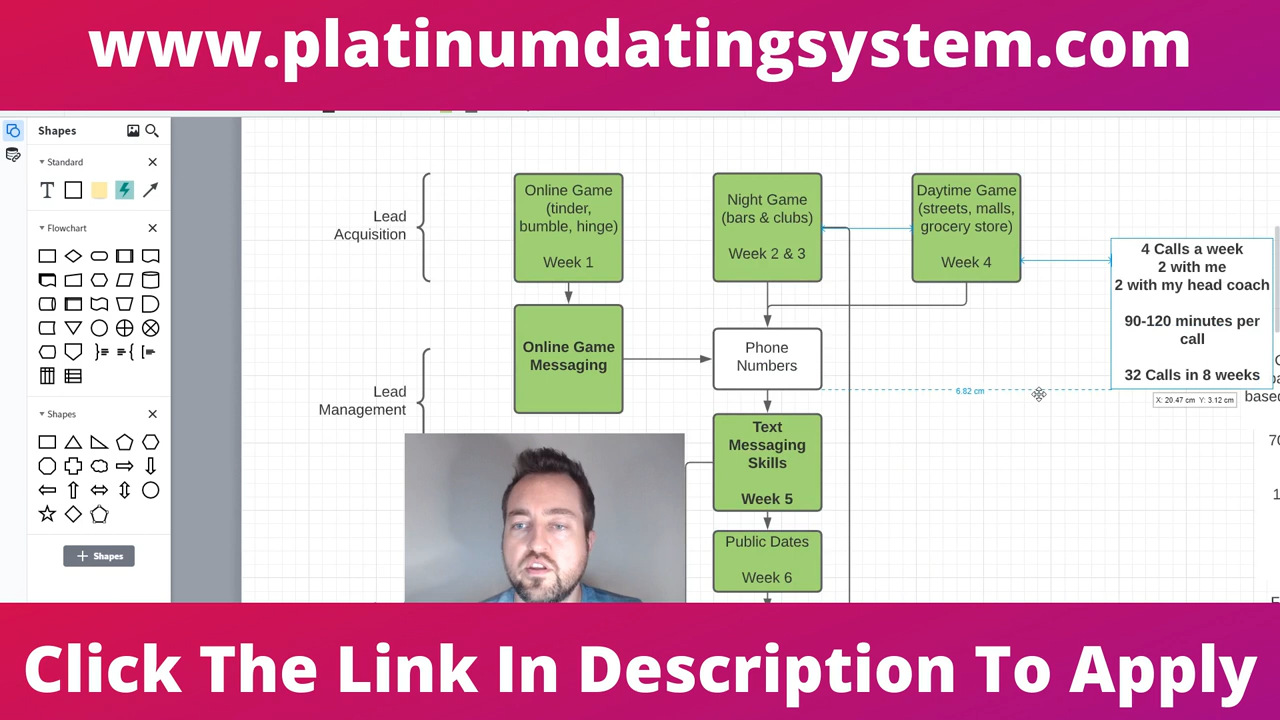 www.platinumdatingsystem.com
Shapes
Standard
T
Flowchart
Shapes
Shapes
Lead
Acquisition
Online Game
(tinder,
bumble, hinge)
Week 1
Night Game
(bars & clubs)
Week 2 & 3
Daytime Game
(streets, malls,
grocery store)
Week 4
4 Calls a week
2 with me
2 with my head coach
90-120 minutes per
call
32 Calls in 8 weeks
Online Game
Messaging
Phone
Numbers
Lead
Management
6.82 cm
X: 20.47 cm Y: 3.12 cm
based
70
1
Text
Messaging
Skills
Week 5
Public Dates
Week 6
Click The Link In Description To Apply